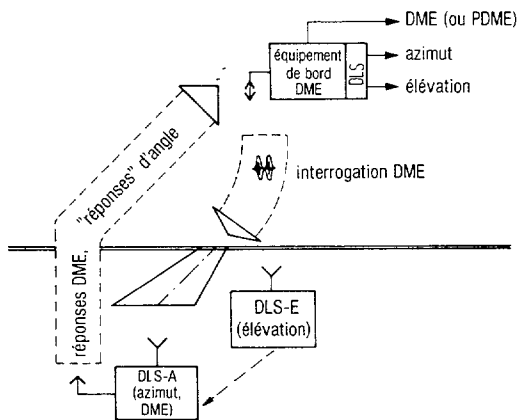 DME (ou PDME)
équipement
de bord
DME
DLS
azimut
élévation
"réponses" d'angle
interrogation DME
réponses DME,
DLS-E
(élévation)
DLS-A
(azimut,
DME)